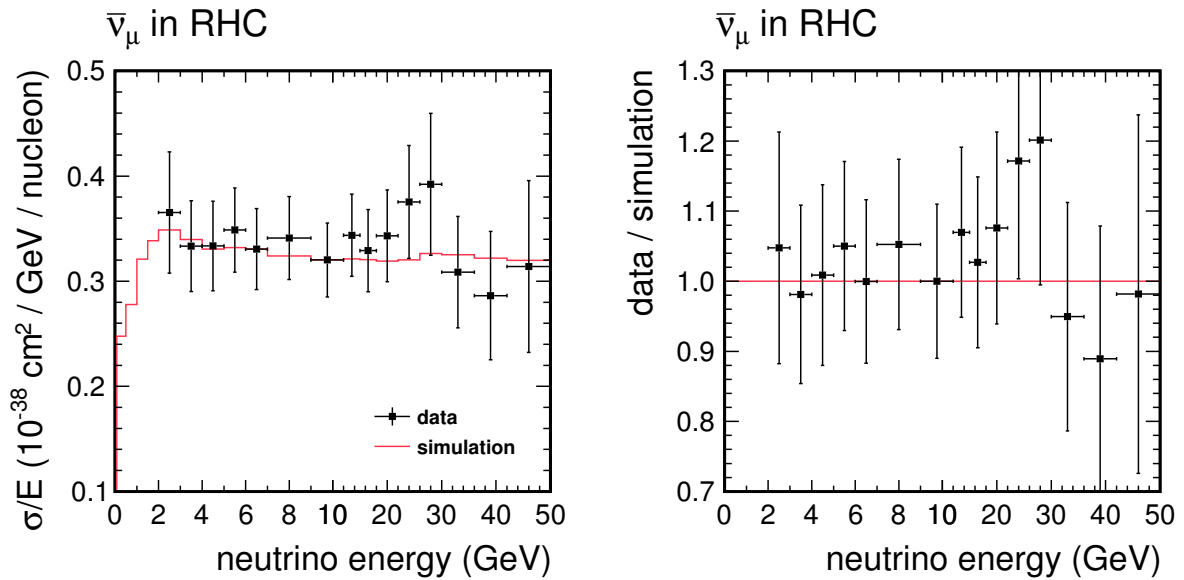 ν̄μ in RHC
σ/E (10⁻³⁸ cm² / GeV / nucleon)
0.5
0.4
0.3
0.2
0.1
data
simulation
0 2 4 6 8 10 20 30 40 50
neutrino energy (GeV)
ν̄μ in RHC
data / simulation
1.3
1.2
1.1
1.0
0.9
0.8
0.7
0 2 4 6 8 10 20 30 40 50
neutrino energy (GeV)